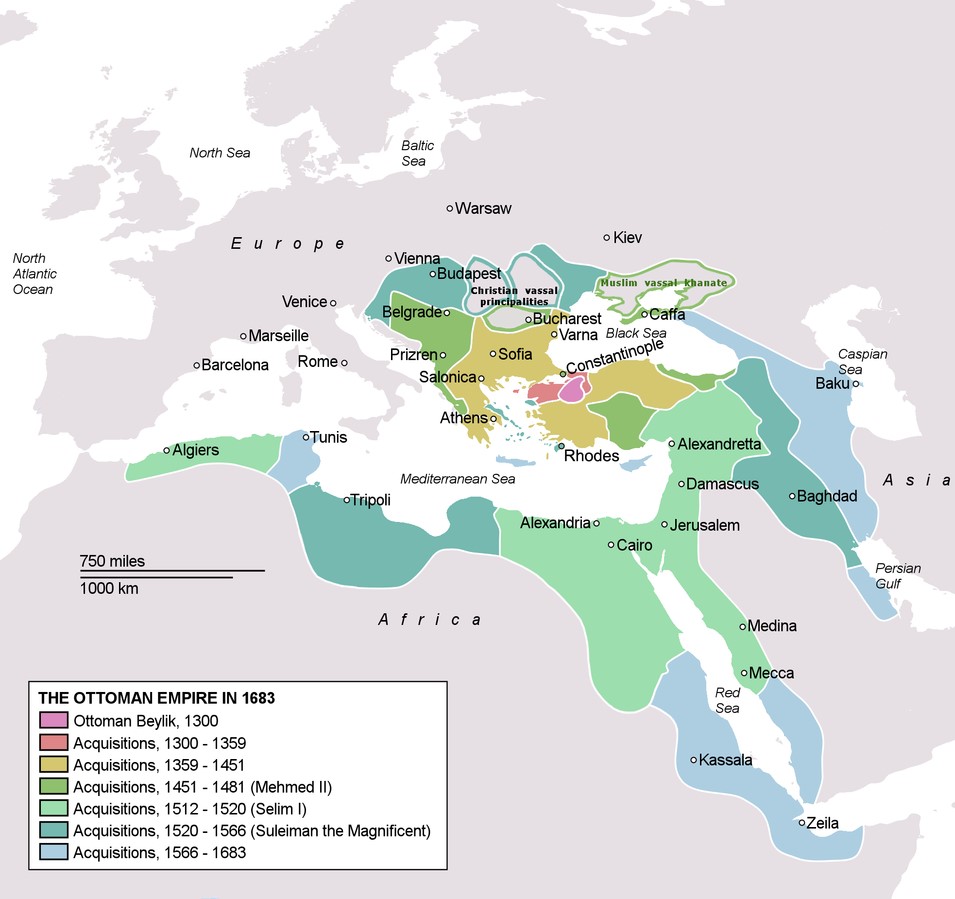 North Sea
Baltic
Sea
Warsaw
Europe
Kiev
North
Atlantic
Ocean
Vienna
Budapest
Christian vassal
principalities
Muslim vassal khanate
Venice
Belgrade
Bucharest
Caffa
Marseille
Varna
Black Sea
Prizren
Sofia
Constantinople
Caspian
Sea
Barcelona
Rome
Salonica
Baku
Athens
Algiers
Tunis
Rhodes
Alexandretta
Mediterranean Sea
Damascus
Asia
Tripoli
Baghdad
Alexandria
Jerusalem
Cairo
750 miles
1000 km
Persian
Gulf
Africa
Medina
Mecca
Red
Sea
Kassala
Zeila
THE OTTOMAN EMPIRE IN 1683
Ottoman Beylik, 1300
Acquisitions, 1300 - 1359
Acquisitions, 1359 - 1451
Acquisitions, 1451 - 1481 (Mehmed II)
Acquisitions, 1512 - 1520 (Selim I)
Acquisitions, 1520 - 1566 (Suleiman the Magnificent)
Acquisitions, 1566 - 1683